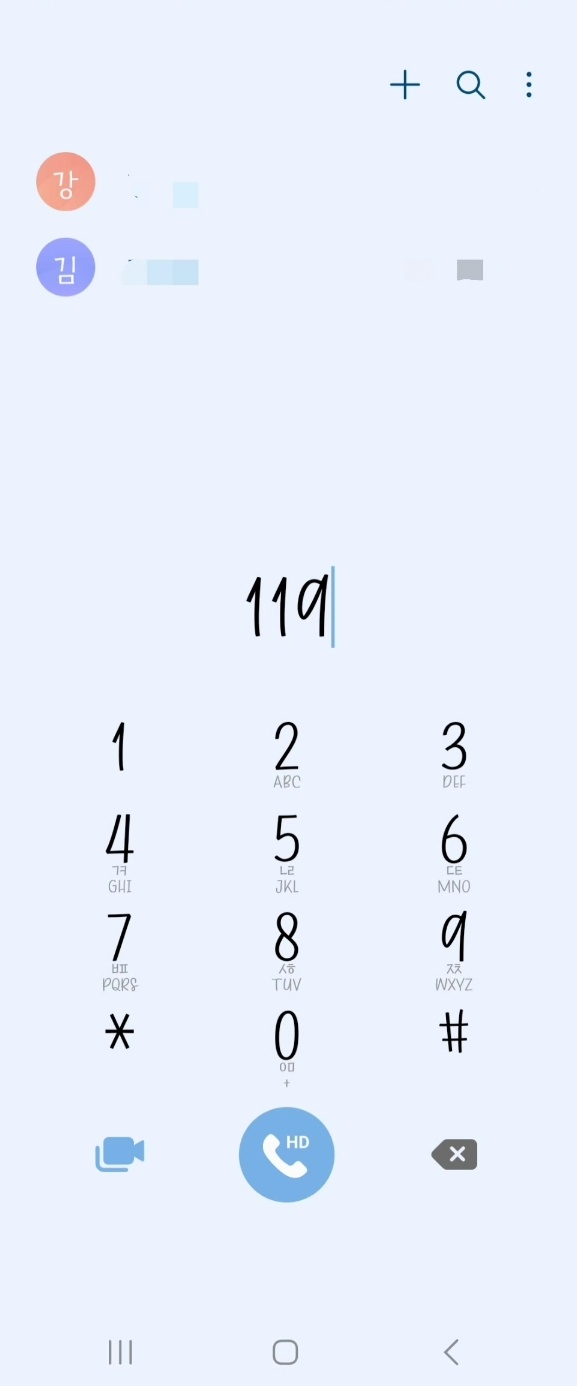 강
김
119
1 2 3
ABC DEF
4 5 6
ㄱㅋ ㄴㄹ ㄷㅌ
GHI JKL MNO
7 8 9
ㅂㅍ ㅅㅎ ㅈㅊ
PQRS TUV WXYZ
* 0 #
ㅇㅁ
+
HD